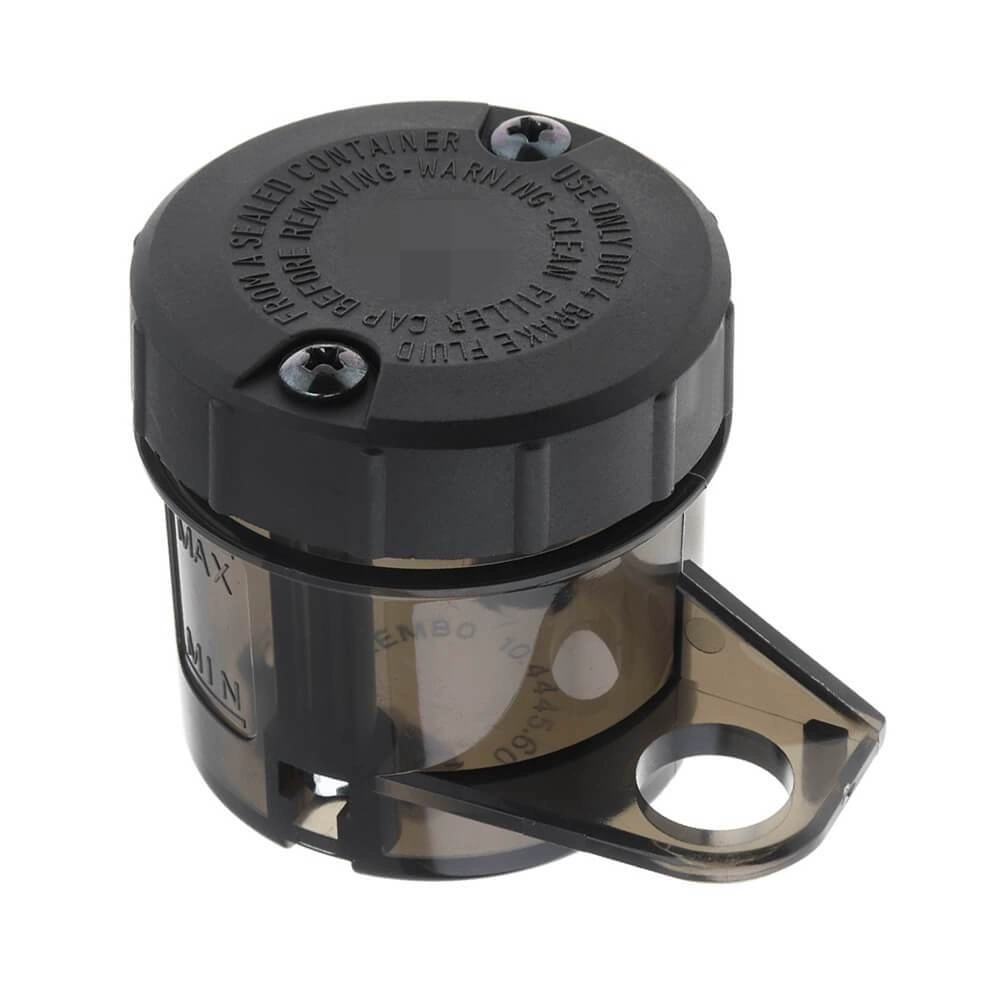 USE ONLY DOT 4 BRAKE FLUID FROM A SEALED CONTAINER
-WARNING-CLEAN FILLER CAP BEFORE REMOVING
MAX
MIN
EMBO 10.4445.60